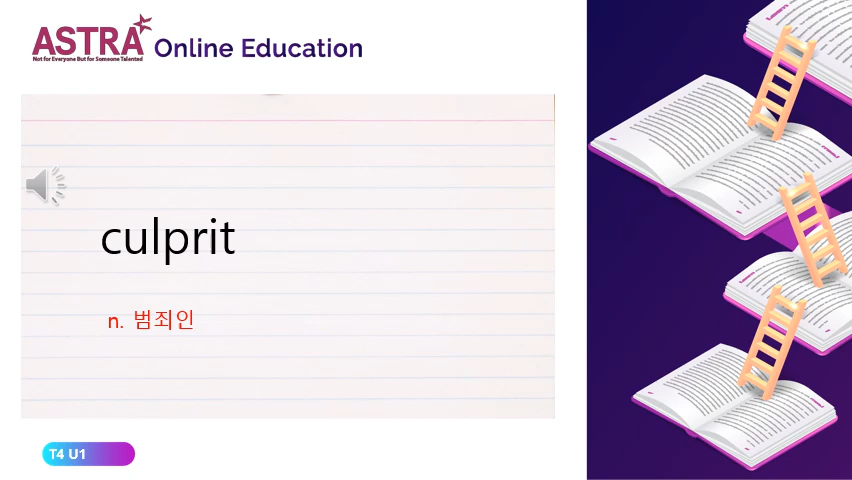 ASTRA
Not for Everyone But for Someone Talented
Online Education
culprit
n. 범죄인
T4 U1